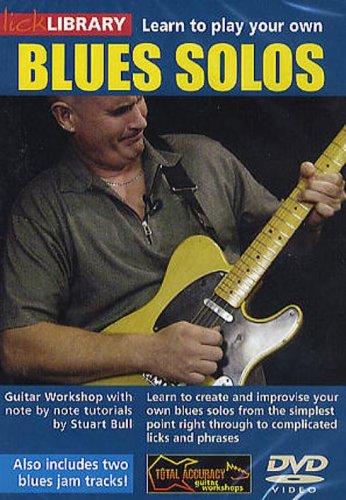 lickLIBRARY
Learn to play your own
BLUES SOLOS
Guitar Workshop with
note by note tutorials
by Stuart Bull
Learn to create and improvise your
own blues solos from the simplest
point right through to complicated
licks and phrases
Also includes two
blues jam tracks!
TOTAL ACCURACY
guitar
workshops
DVD
VIDEO